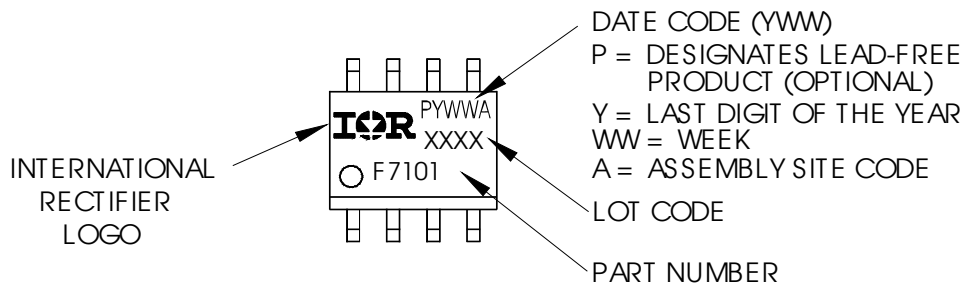 DATE CODE (YWW)
P = DESIGNATES LEAD-FREE
PRODUCT (OPTIONAL)
Y = LAST DIGIT OF THE YEAR
WW = WEEK
A = ASSEMBLY SITE CODE
LOT CODE
PART NUMBER
INTERNATIONAL
RECTIFIER
LOGO
IOR
PYWWA
XXXX
F7101